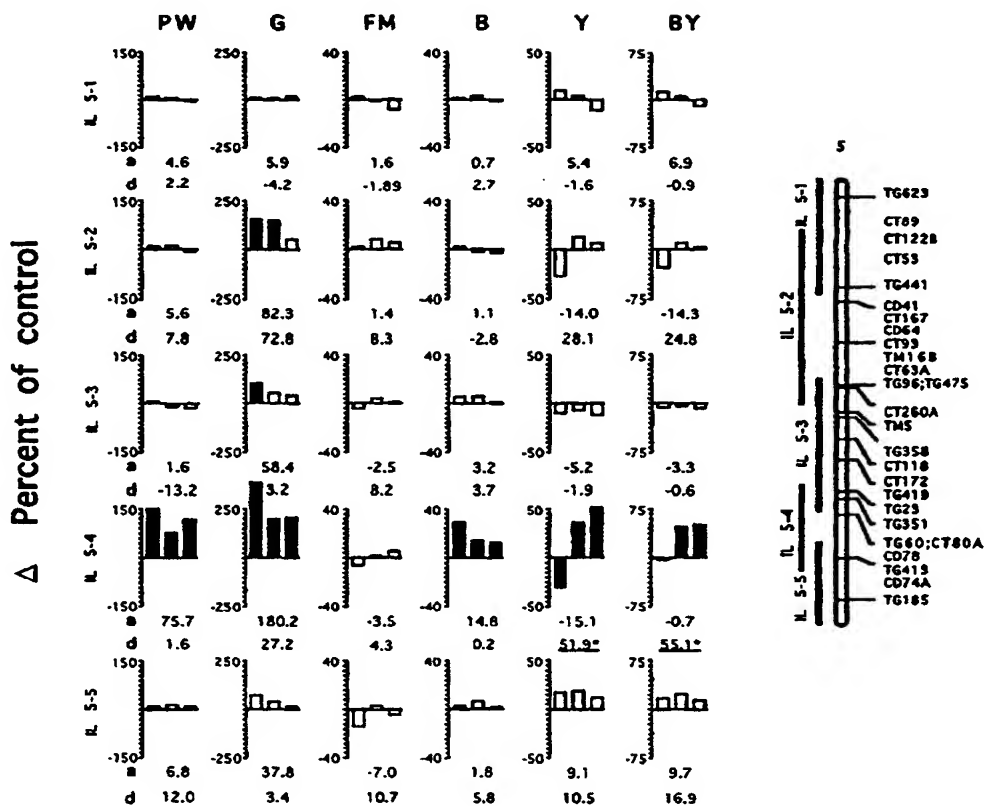 PW G FM B Y BY
Δ Percent of control
IL 5-1
150 250 40 40 50 75
-150 -250 -40 -40 -50 -75
a 4.6 5.9 1.6 0.7 5.4 6.9
d 2.2 -4.2 -1.89 2.7 -1.6 -0.9
IL 5-2
150 250 40 40 50 75
-150 -250 -40 -40 -50 -75
a 5.6 82.3 1.4 1.1 -14.0 -14.3
d 7.8 72.8 8.3 -2.8 28.1 24.8
IL 5-3
150 250 40 40 50 75
-150 -250 -40 -40 -50 -75
a 1.6 58.4 -2.5 3.2 -5.2 -3.3
d -13.2 3.2 8.2 3.7 -1.9 -0.6
IL 5-4
150 250 40 40 50 75
-150 -250 -40 -40 -50 -75
a 75.7 180.2 -3.5 14.8 -15.1 -0.7
d 1.6 27.2 4.3 0.2 51.9* 55.1*
IL 5-5
150 250 40 40 50 75
-150 -250 -40 -40 -50 -75
a 6.8 37.8 -7.0 1.8 9.1 9.7
d 12.0 3.4 10.7 5.8 10.5 16.9
5
IL 5-1
IL 5-2
IL 5-3
IL 5-4
IL 5-5
TG623
CT89
CT122B
CT53
TG441
CD41
CT167
CD64
CT93
TM16B
CT63A
TG96;TG475
CT260A
TM5
TG358
CT118
CT172
TG419
TG23
TG351
TG60;CT80A
CD78
TG413
CD74A
TG185